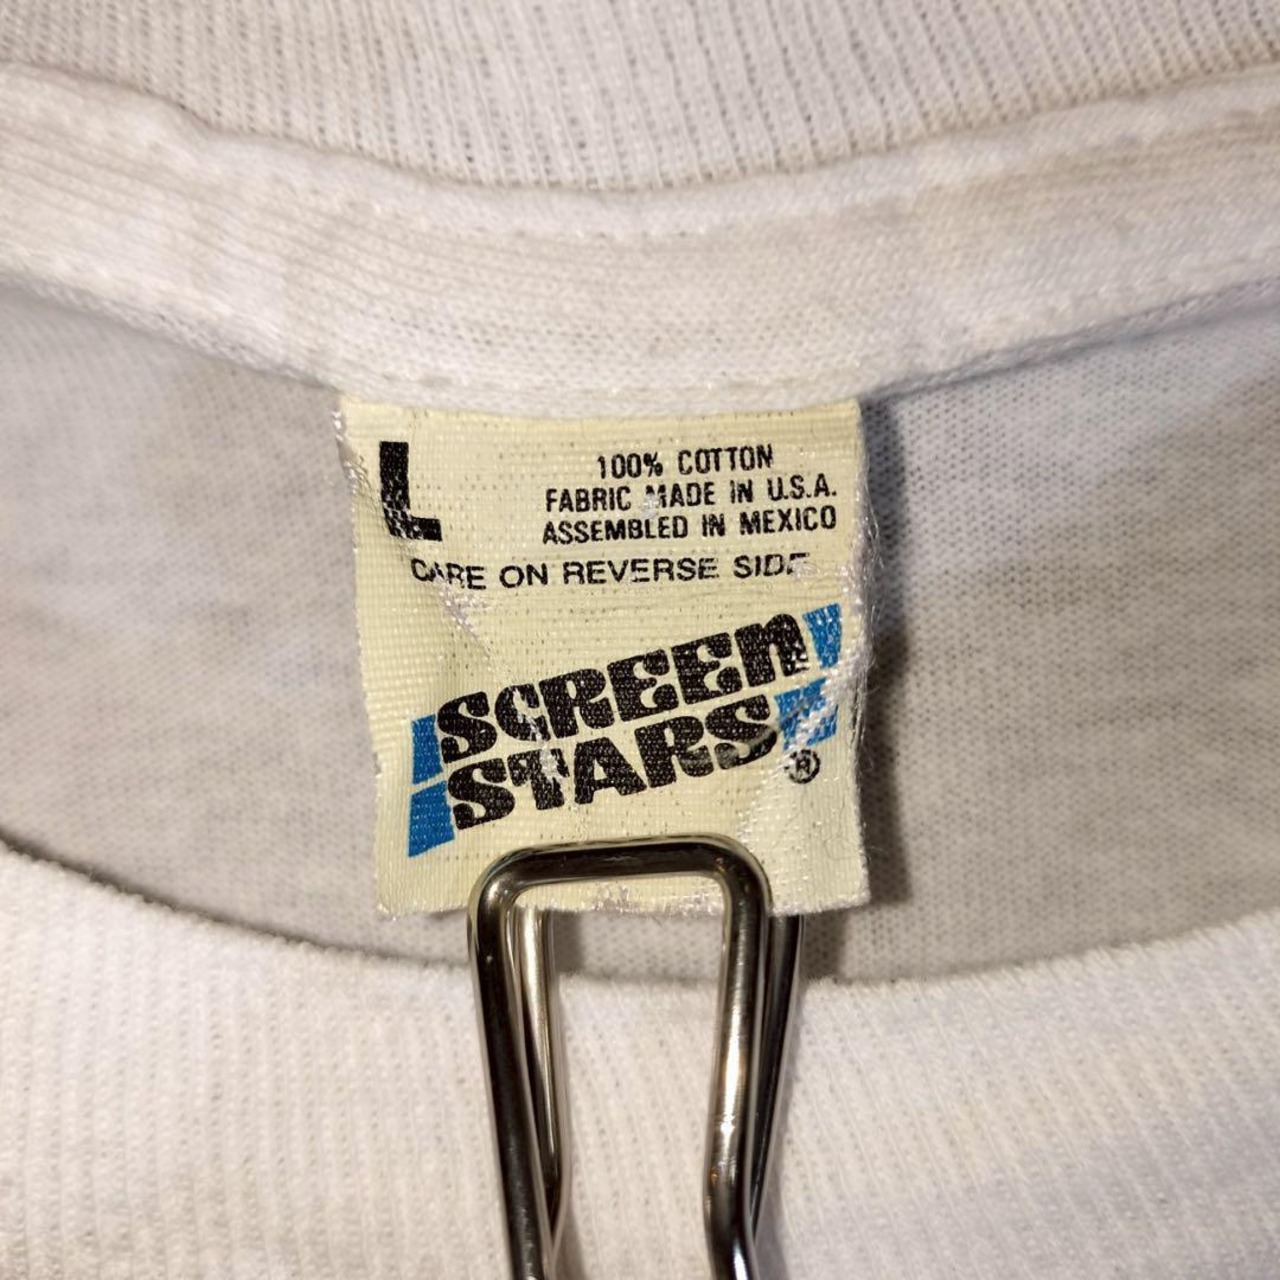 L
100% COTTON
FABRIC MADE IN U.S.A.
ASSEMBLED IN MEXICO
CARE ON REVERSE SIDE
SCREEN
STARS
®